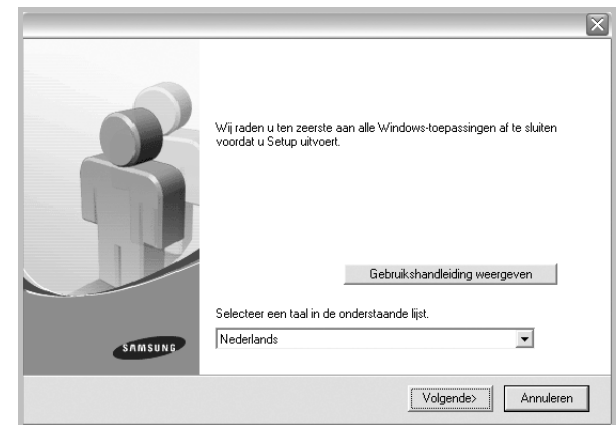 Wij raden u ten zeerste aan alle Windows-toepassingen af te sluiten
voordat u Setup uitvoert.
Gebruikshandleiding weergeven
Selecteer een taal in de onderstaande lijst.
Nederlands
SAMSUNG
Volgende>
Annuleren